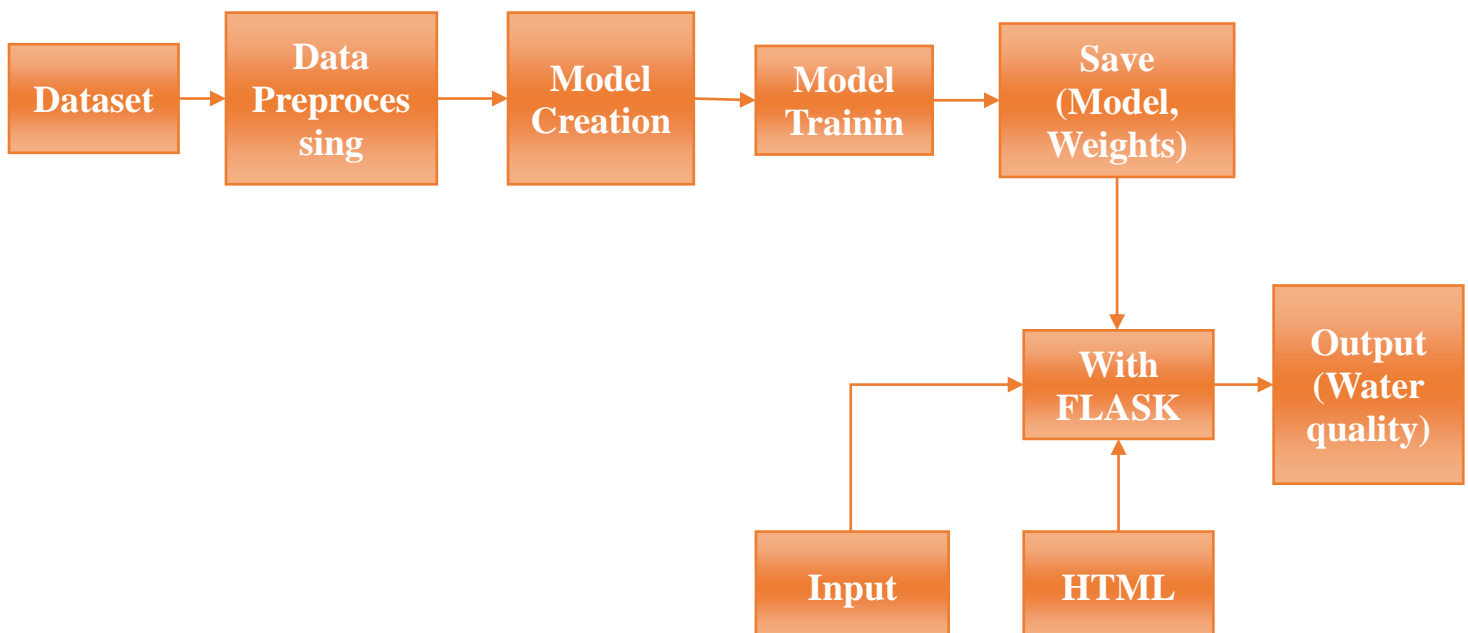 Dataset
Data
Preproces
sing
Model
Creation
Model
Trainin
Save
(Model,
Weights)
With
FLASK
Output
(Water
quality)
Input
HTML